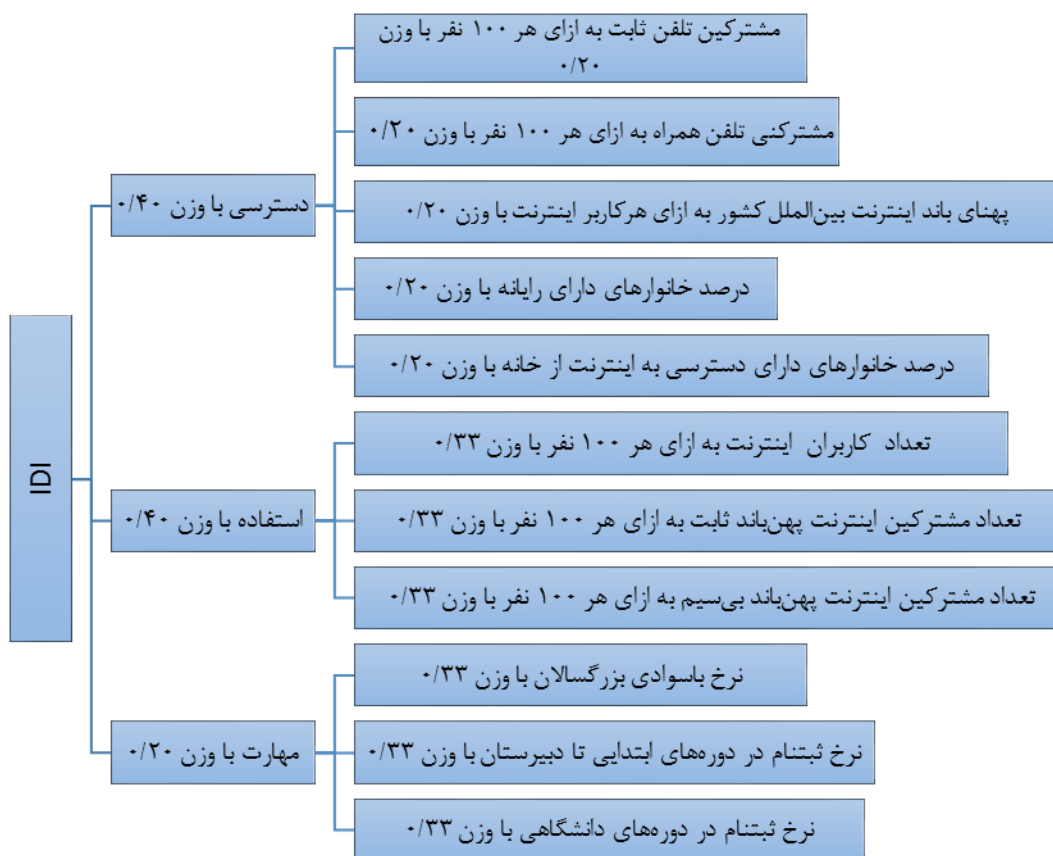 IDI
دسترسی با وزن ۰/۴۰
مشترکین تلفن ثابت به ازای هر ۱۰۰ نفر با وزن
۰/۲۰
مشترکنی تلفن همراه به ازای هر ۱۰۰ نفر با وزن ۰/۲۰
پهنای باند اینترنت بین‌الملل کشور به ازای هرکاربر اینترنت با وزن ۰/۲۰
درصد خانوارهای دارای رایانه با وزن ۰/۲۰
درصد خانوارهای دارای دسترسی به اینترنت از خانه با وزن ۰/۲۰
استفاده با وزن ۰/۴۰
تعداد کاربران اینترنت به ازای هر ۱۰۰ نفر با وزن ۰/۳۳
تعداد مشترکین اینترنت پهن‌باند ثابت به ازای هر ۱۰۰ نفر با وزن ۰/۳۳
تعداد مشترکین اینترنت پهن‌باند بی‌سیم به ازای هر ۱۰۰ نفر با وزن ۰/۳۳
مهارت با وزن ۰/۲۰
نرخ باسوادی بزرگسالان با وزن ۰/۳۳
نرخ ثبتنام در دوره‌های ابتدایی تا دبیرستان با وزن ۰/۳۳
نرخ ثبتنام در دوره‌های دانشگاهی با وزن ۰/۳۳